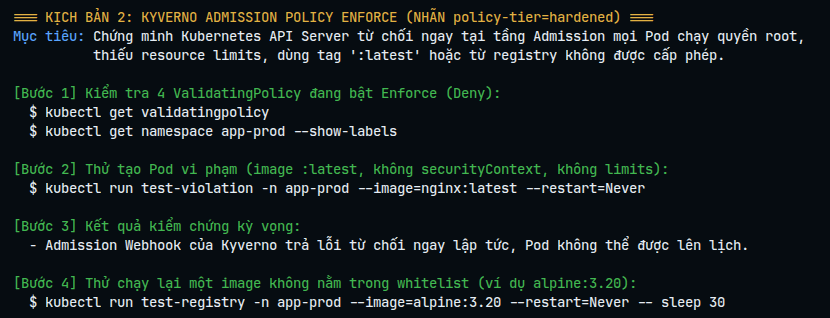 === KỊCH BẢN 2: KYVERNO ADMISSION POLICY ENFORCE (NHÃN policy-tier=hardened) ===
Mục tiêu: Chứng minh Kubernetes API Server từ chối ngay tại tầng Admission mọi Pod chạy quyền root,
thiếu resource limits, dùng tag ':latest' hoặc từ registry không được cấp phép.
[Bước 1] Kiểm tra 4 ValidatingPolicy đang bật Enforce (Deny):
$ kubectl get validatingpolicy
$ kubectl get namespace app-prod --show-labels
[Bước 2] Thử tạo Pod vi phạm (image :latest, không securityContext, không limits):
$ kubectl run test-violation -n app-prod --image=nginx:latest --restart=Never
[Bước 3] Kết quả kiểm chứng kỳ vọng:
- Admission Webhook của Kyverno trả lỗi từ chối ngay lập tức, Pod không thể được lên lịch.
[Bước 4] Thử chạy lại một image không nằm trong whitelist (ví dụ alpine:3.20):
$ kubectl run test-registry -n app-prod --image=alpine:3.20 --restart=Never -- sleep 30